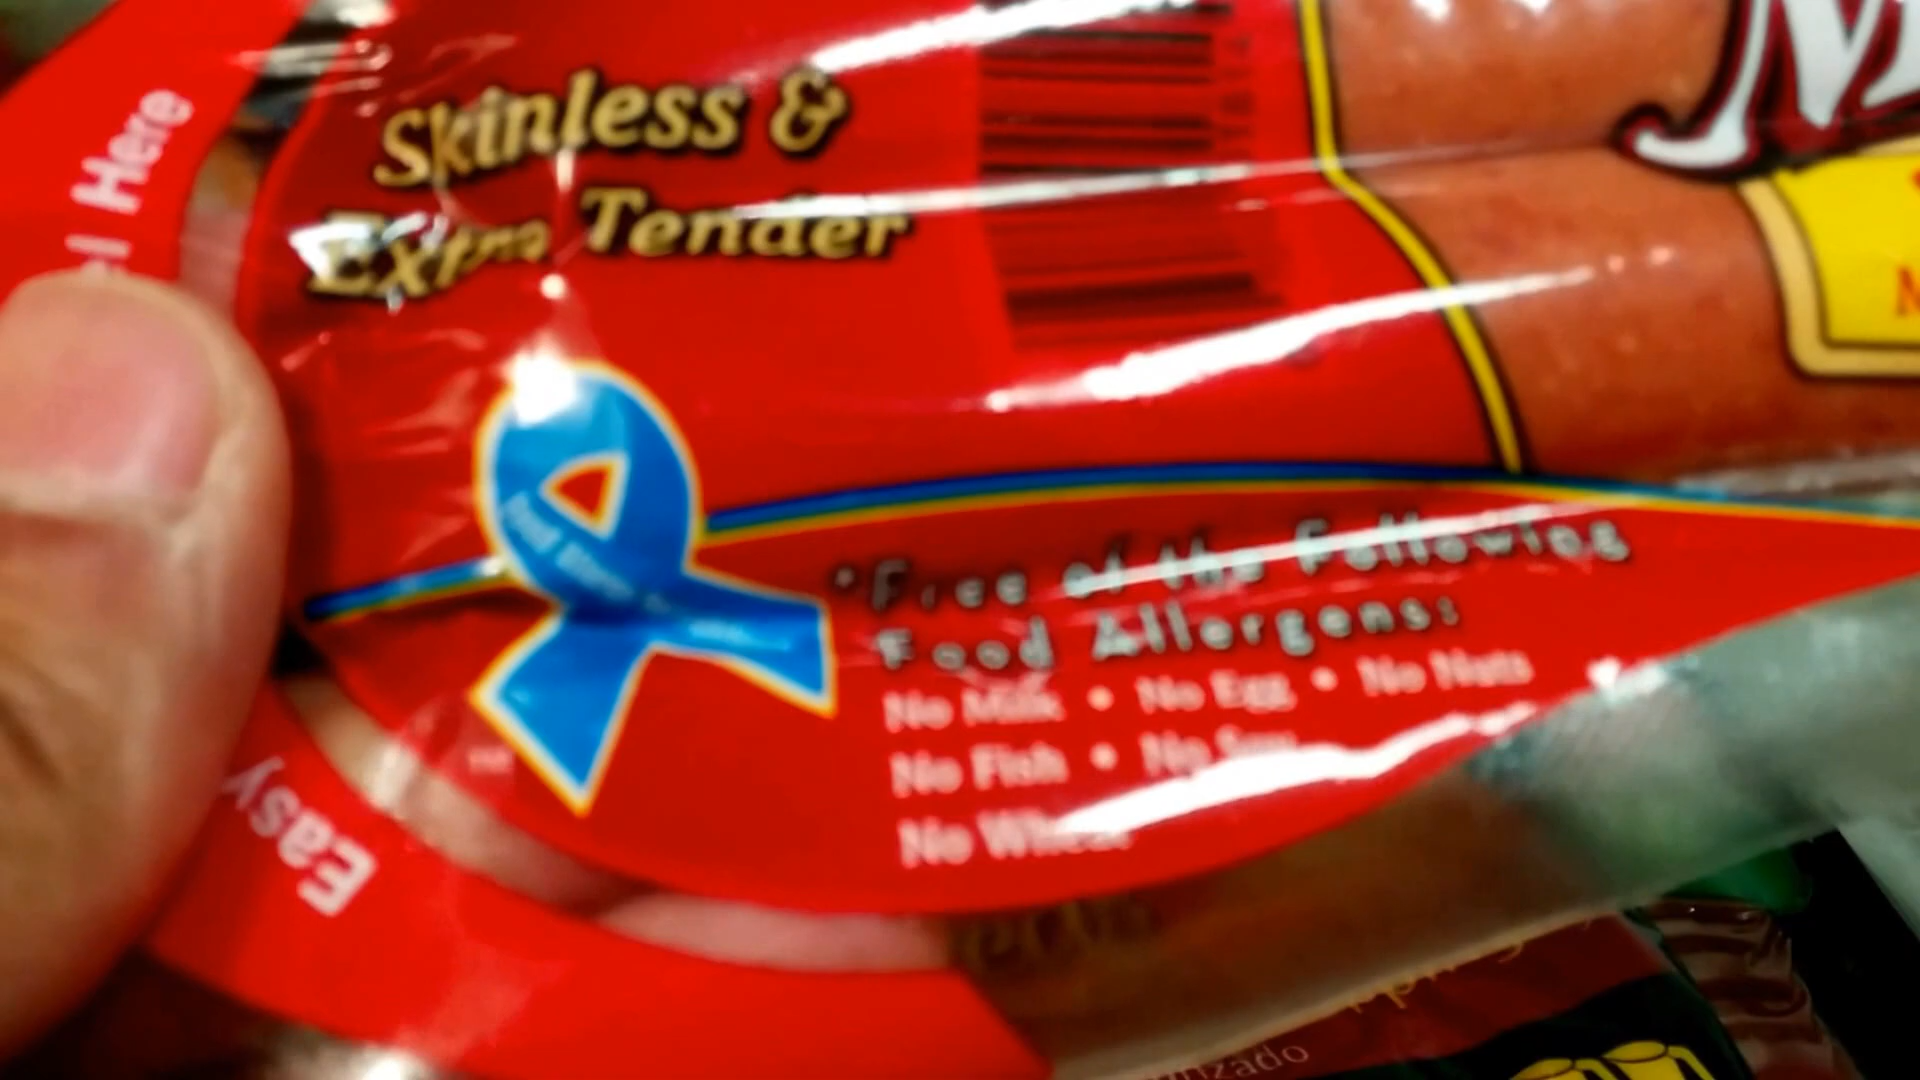 Skinless &
Extra Tender
Here
Easy
*Free of the Following
Food Allergens:
No Milk • No Egg • No Nuts
No Fish • No Soy
No Wheat
TM